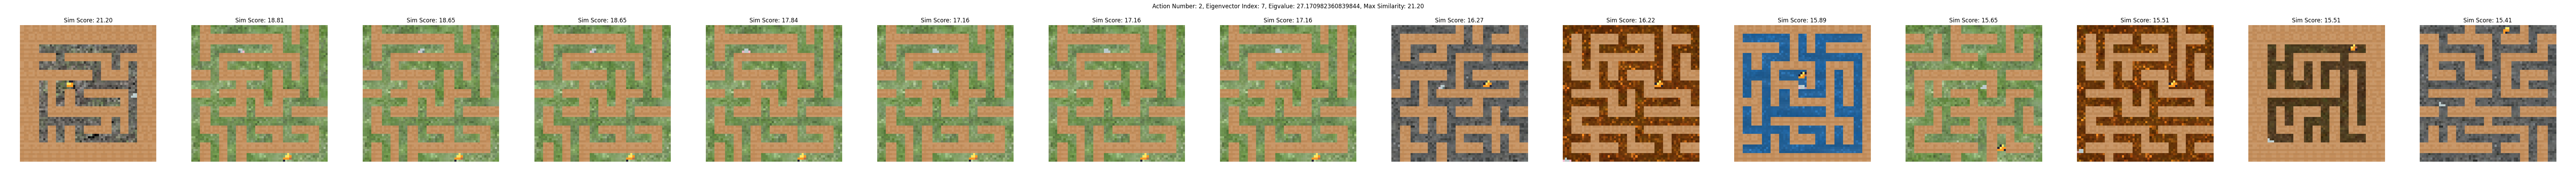 Action Number: 2, Eigenvector Index: 7, Eigvalue: 27.170982360839844, Max Similarity: 21.20
Sim Score: 21.20
Sim Score: 18.81
Sim Score: 18.65
Sim Score: 18.65
Sim Score: 17.84
Sim Score: 17.16
Sim Score: 17.16
Sim Score: 17.16
Sim Score: 16.27
Sim Score: 16.22
Sim Score: 15.89
Sim Score: 15.65
Sim Score: 15.51
Sim Score: 15.51
Sim Score: 15.41